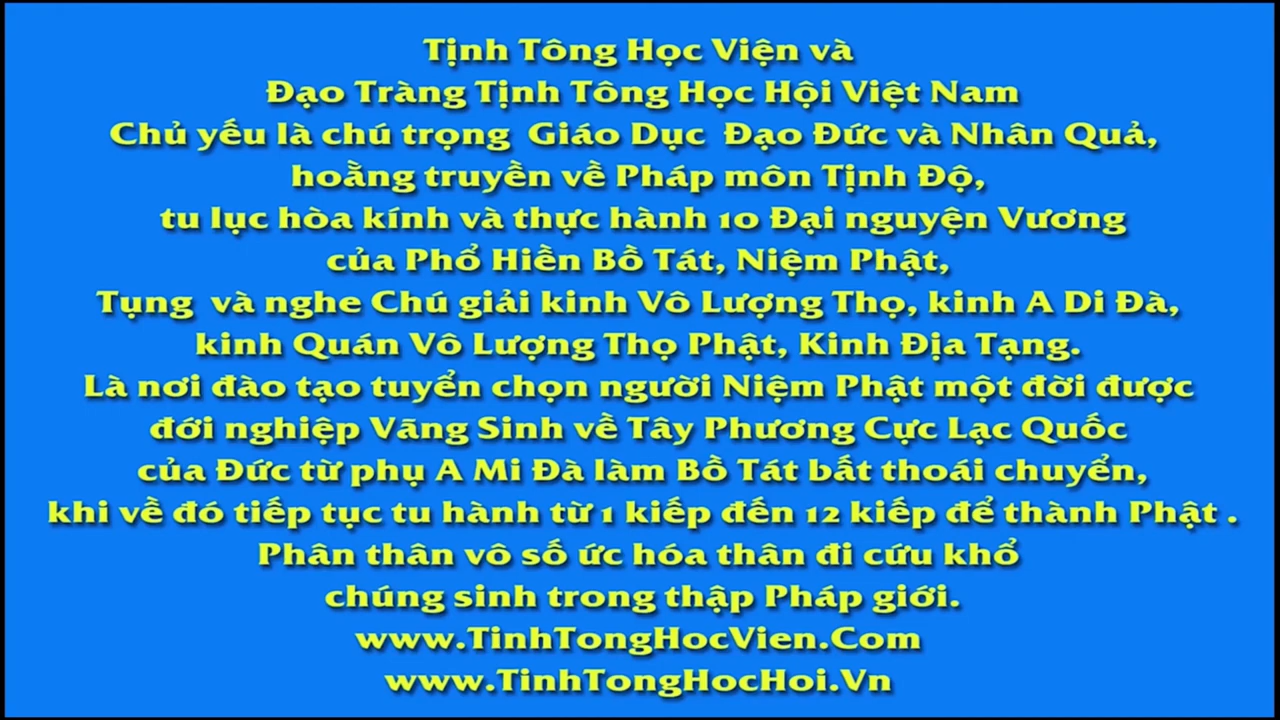 Tịnh Tông Học Viện và
Đạo Tràng Tịnh Tông Học Hội Việt Nam
Chủ yếu là chú trọng Giáo Dục Đạo Đức và Nhân Quả,
hoằng truyền về Pháp môn Tịnh Độ,
tu lục hòa kính và thực hành 10 Đại nguyện Vương
của Phổ Hiền Bồ Tát, Niệm Phật,
Tụng và nghe Chú giải kinh Vô Lượng Thọ, kinh A Di Đà,
kinh Quán Vô Lượng Thọ Phật, Kinh Địa Tạng.
Là nơi đào tạo tuyển chọn người Niệm Phật một đời được
đới nghiệp Vãng Sinh về Tây Phương Cực Lạc Quốc
của Đức từ phụ A Mi Đà làm Bồ Tát bất thoái chuyển,
khi về đó tiếp tục tu hành từ 1 kiếp đến 12 kiếp để thành Phật .
Phân thân vô số ức hóa thân đi cứu khổ
chúng sinh trong thập Pháp giới.
www.TinhTongHocVien.Com
www.TinhTongHocHoi.Vn